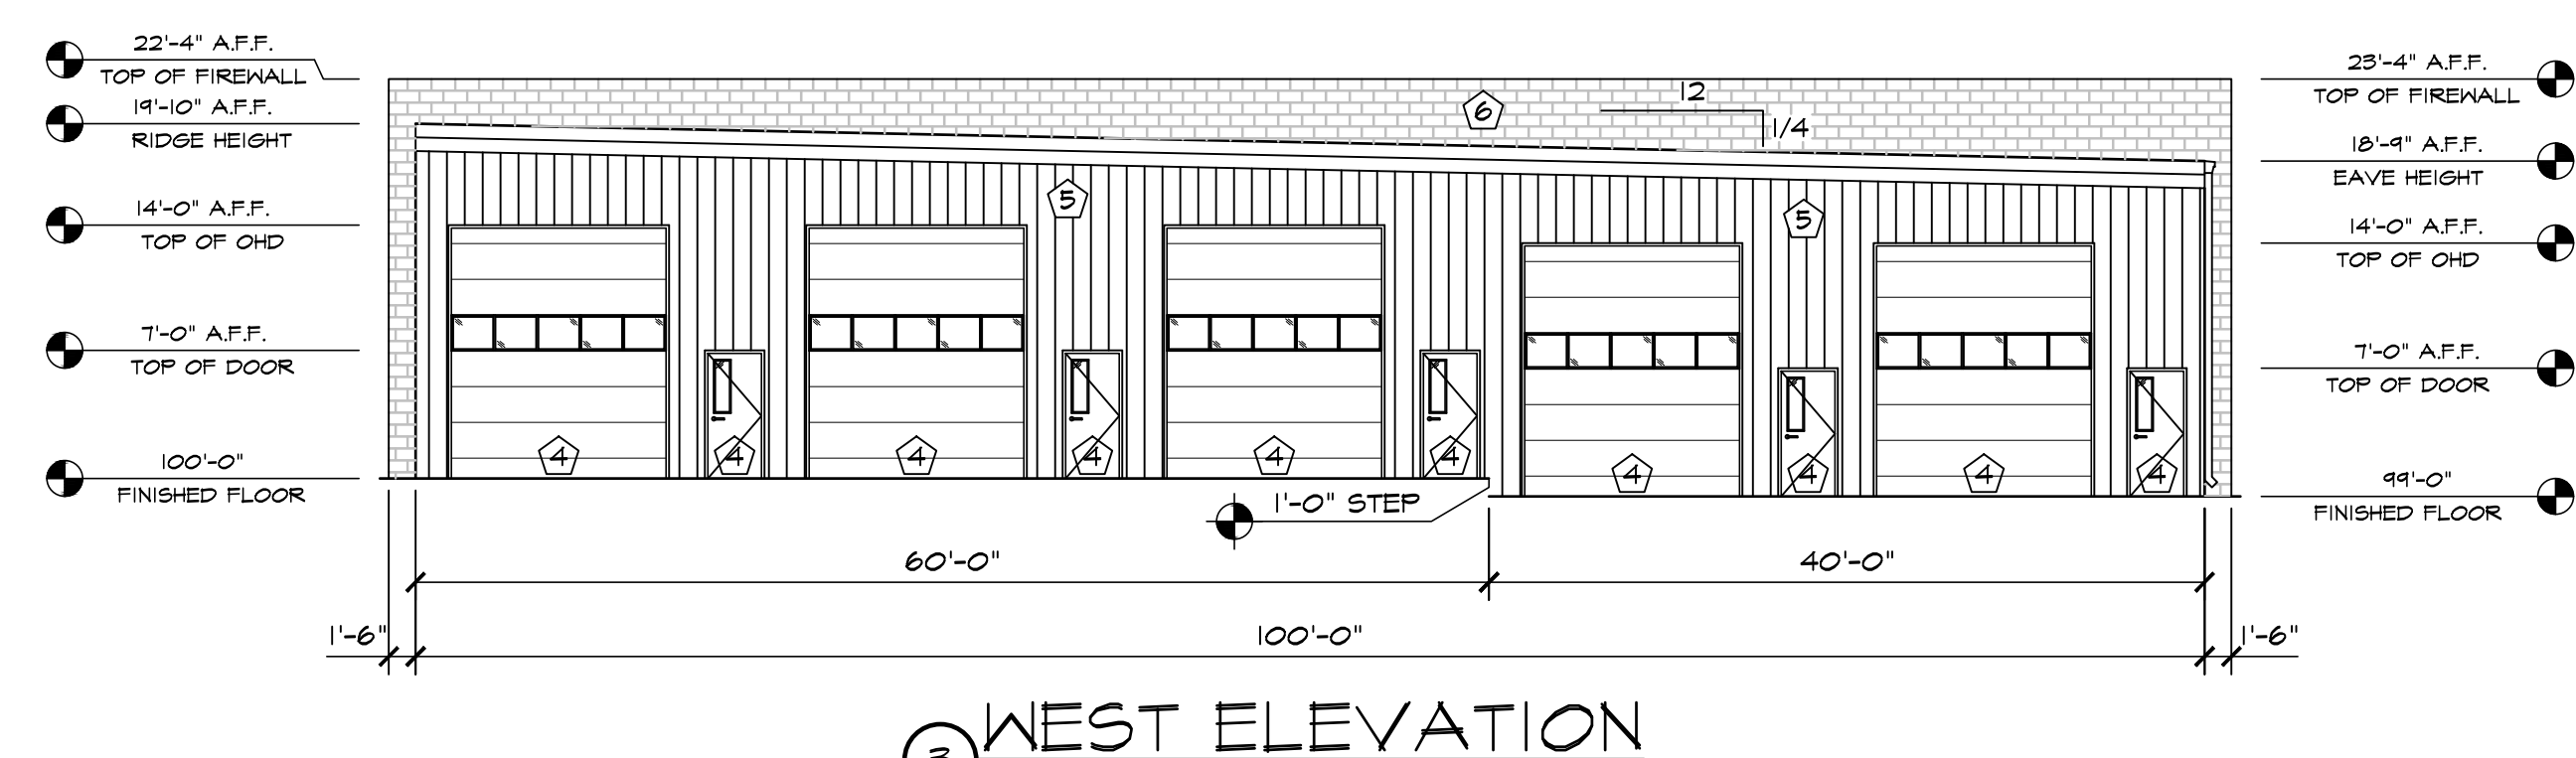 22'-4" A.F.F.
TOP OF FIREWALL
19'-10" A.F.F.
RIDGE HEIGHT
14'-0" A.F.F.
TOP OF OHD
7'-0" A.F.F.
TOP OF DOOR
100'-0"
FINISHED FLOOR
6
12
1/4
5
5
4
4
4
4
4
4
4
4
4
4
1'-0" STEP
23'-4" A.F.F.
TOP OF FIREWALL
18'-9" A.F.F.
EAVE HEIGHT
14'-0" A.F.F.
TOP OF OHD
7'-0" A.F.F.
TOP OF DOOR
99'-0"
FINISHED FLOOR
60'-0"
40'-0"
1'-6"
100'-0"
1'-6"
WEST ELEVATION